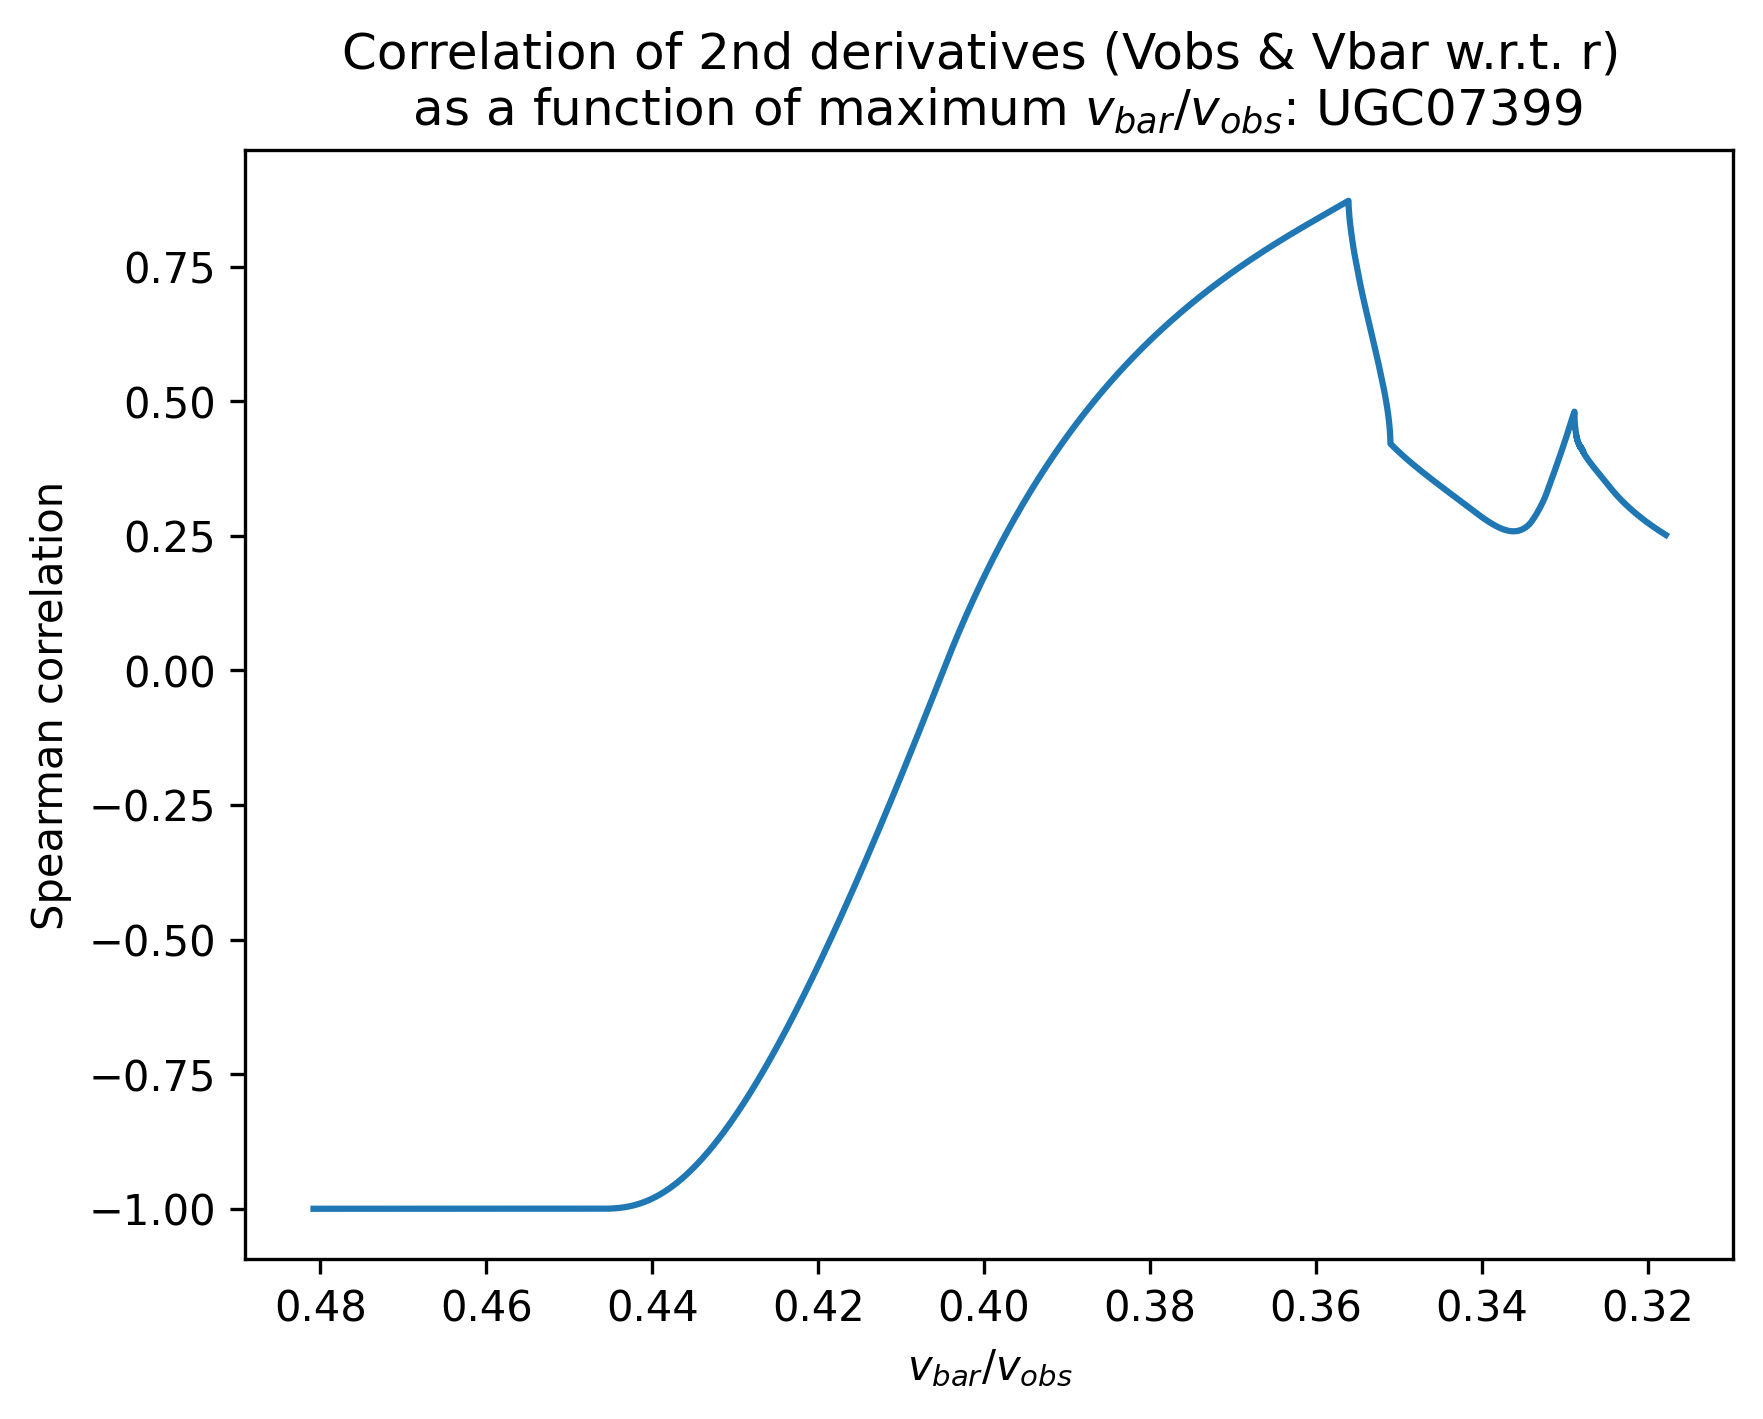 Correlation of 2nd derivatives (Vobs & Vbar w.r.t. r)
as a function of maximum v_bar/v_obs: UGC07399
Spearman correlation
0.75
0.50
0.25
0.00
−0.25
−0.50
−0.75
−1.00
0.48 0.46 0.44 0.42 0.40 0.38 0.36 0.34 0.32
v_bar/v_obs